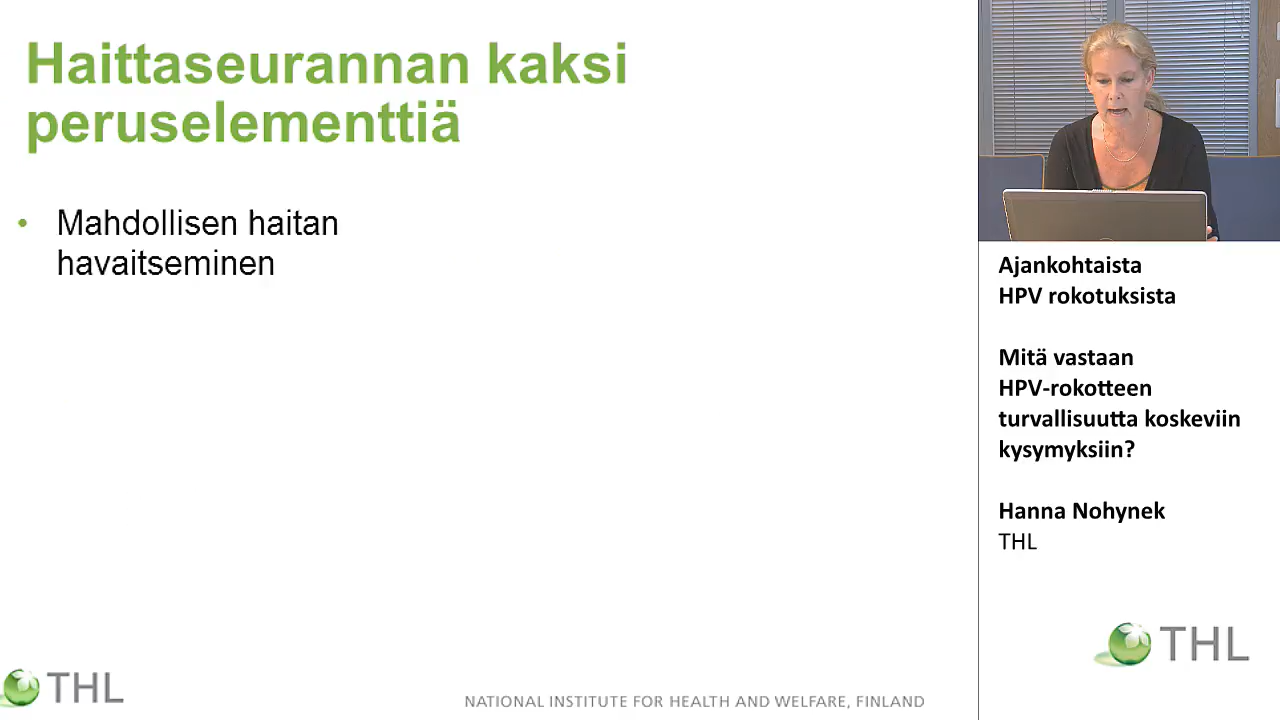 Haittaseurannan kaksi
peruselementtiä
• Mahdollisen haitan
havaitseminen
THL
NATIONAL INSTITUTE FOR HEALTH AND WELFARE, FINLAND
Ajankohtaista
HPV rokotuksista
Mitä vastaan
HPV-rokotteen
turvallisuutta koskeviin
kysymyksiin?
Hanna Nohynek
THL
THL